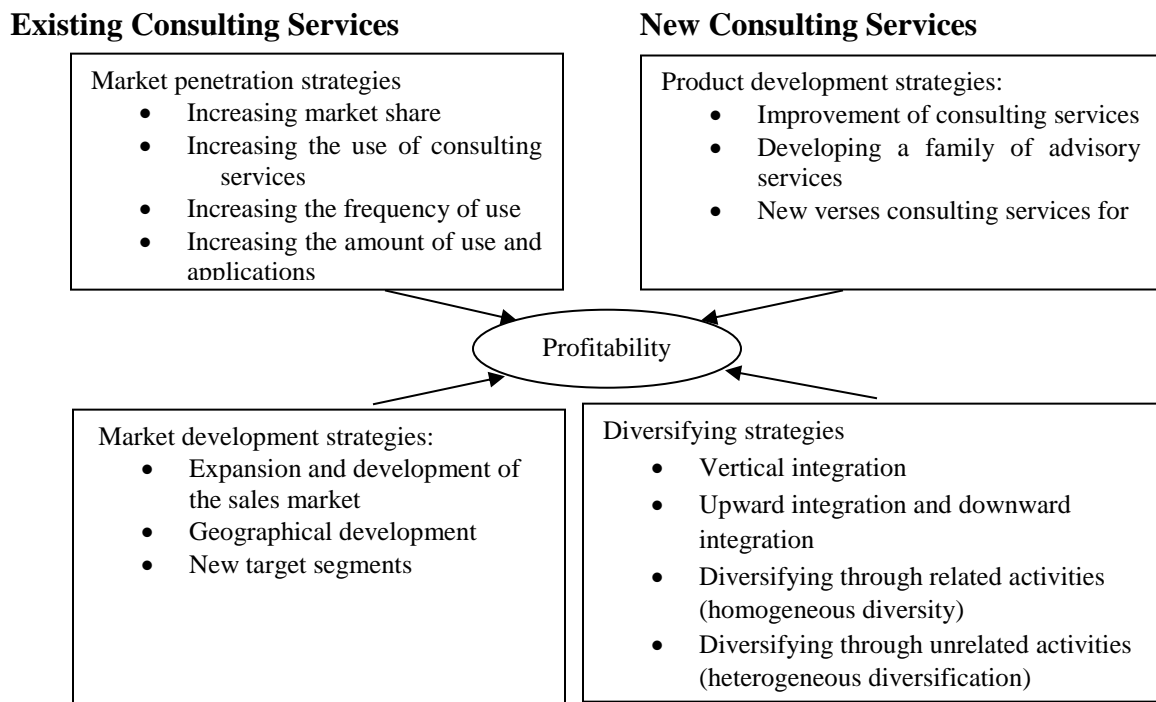 Existing Consulting Services
New Consulting Services
Market penetration strategies
• Increasing market share
• Increasing the use of consulting
services
• Increasing the frequency of use
• Increasing the amount of use and
applications
Product development strategies:
• Improvement of consulting services
• Developing a family of advisory
services
• New verses consulting services for
Profitability
Market development strategies:
• Expansion and development of
the sales market
• Geographical development
• New target segments
Diversifying strategies
• Vertical integration
• Upward integration and downward
integration
• Diversifying through related activities
(homogeneous diversity)
• Diversifying through unrelated activities
(heterogeneous diversification)